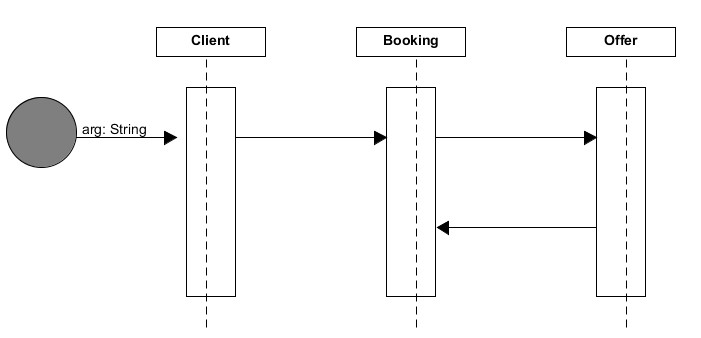 Client
Booking
Offer
arg: String